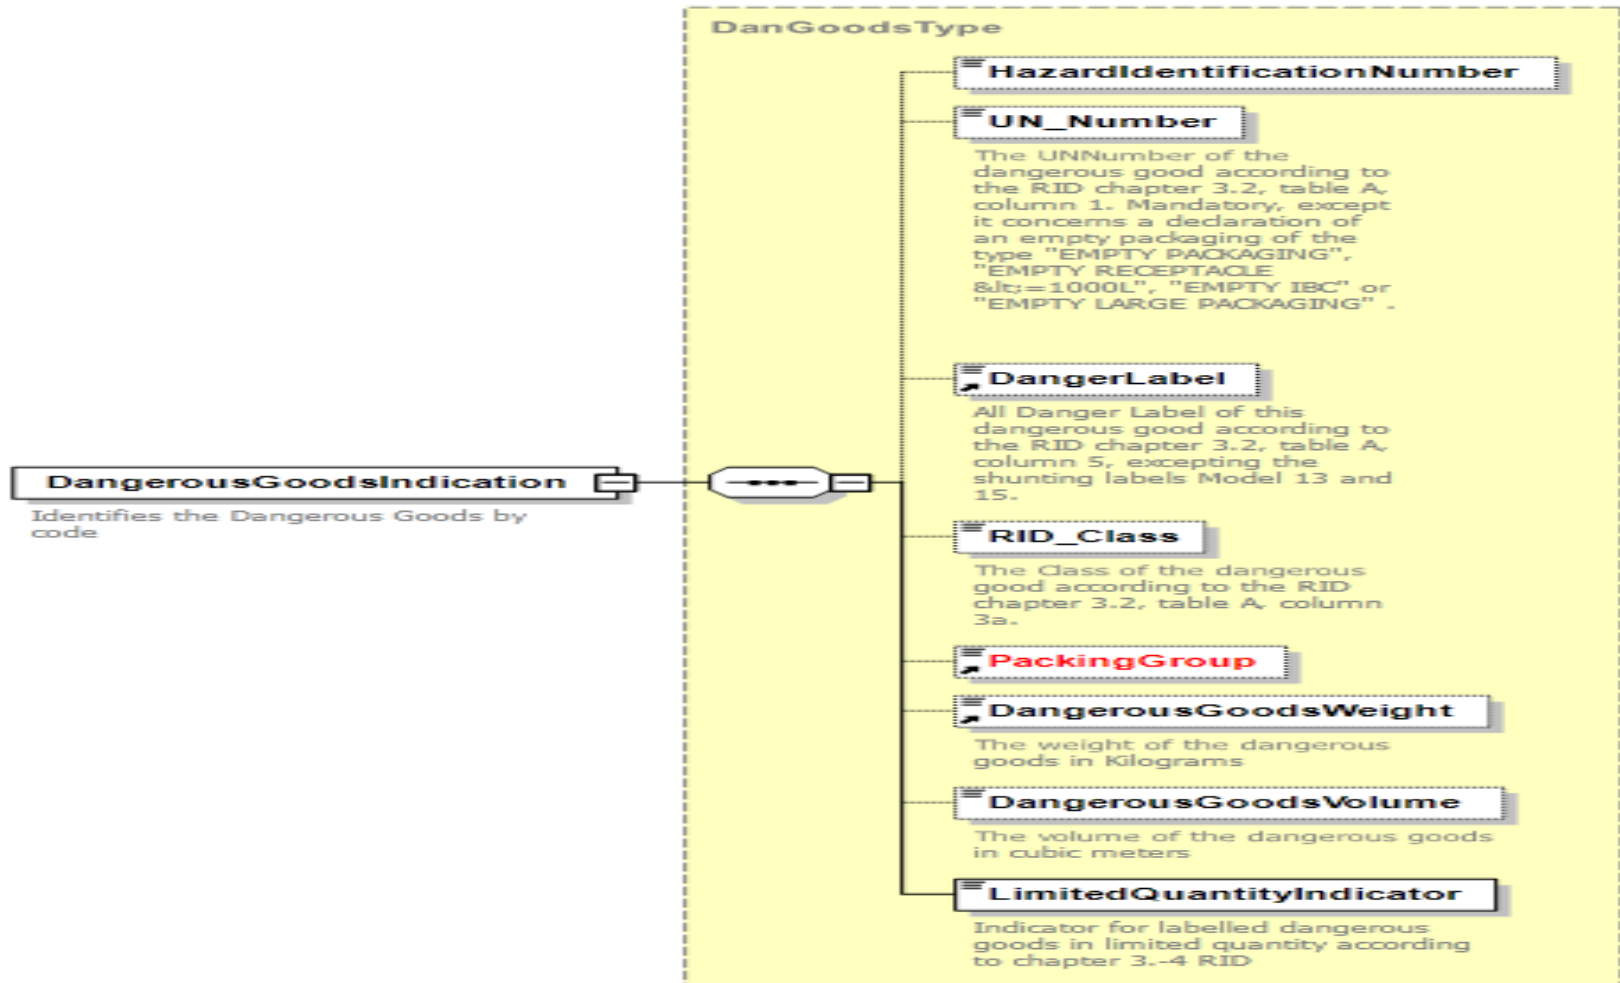 DanGoodsType
HazardIdentificationNumber
UN_Number
The UNNumber of the
dangerous good according to
the RID chapter 3.2, table A,
column 1. Mandatory, except
it concerns a declaration of
an empty packaging of the
type "EMPTY PACKAGING",
"EMPTY RECEPTACLE
&lt;=1000L", "EMPTY IBC" or
"EMPTY LARGE PACKAGING" .
DangerLabel
All Danger Label of this
dangerous good according to
the RID chapter 3.2, table A,
column 5, excepting the
shunting labels Model 13 and
15.
DangerousGoodsIndication
Identifies the Dangerous Goods by
code
RID_Class
The Class of the dangerous
good according to the RID
chapter 3.2, table A, column
3a.
PackingGroup
DangerousGoodsWeight
The weight of the dangerous
goods in Kilograms
DangerousGoodsVolume
The volume of the dangerous goods
in cubic meters
LimitedQuantityIndicator
Indicator for labelled dangerous
goods in limited quantity according
to chapter 3.-4 RID